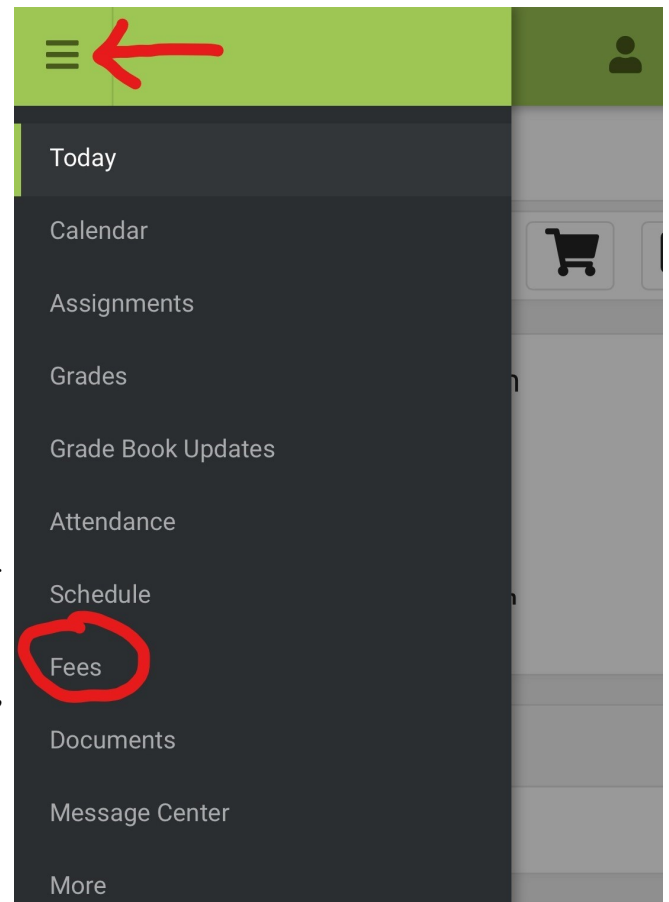 Today
Calendar
Assignments
Grades
Grade Book Updates
Attendance
Schedule
Fees
Documents
Message Center
More